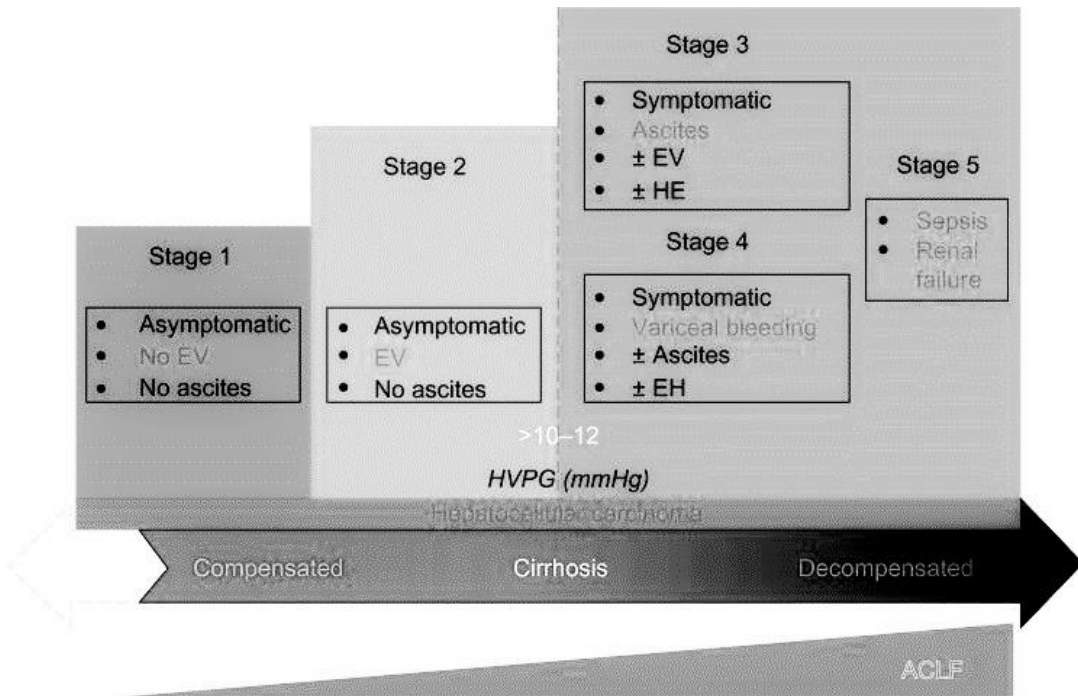 Stage 3
• Symptomatic
• Ascites
• ± EV
• ± HE
Stage 2
Stage 5
• Sepsis
• Renal
failure
Stage 4
Stage 1
• Symptomatic
• Variceal bleeding
• ± Ascites
• ± EH
• Asymptomatic
• No EV
• No ascites
• Asymptomatic
• EV
• No ascites
>10–12
HVPG (mmHg)
Hepatocellular carcinoma
Compensated
Cirrhosis
Decompensated
ACLF